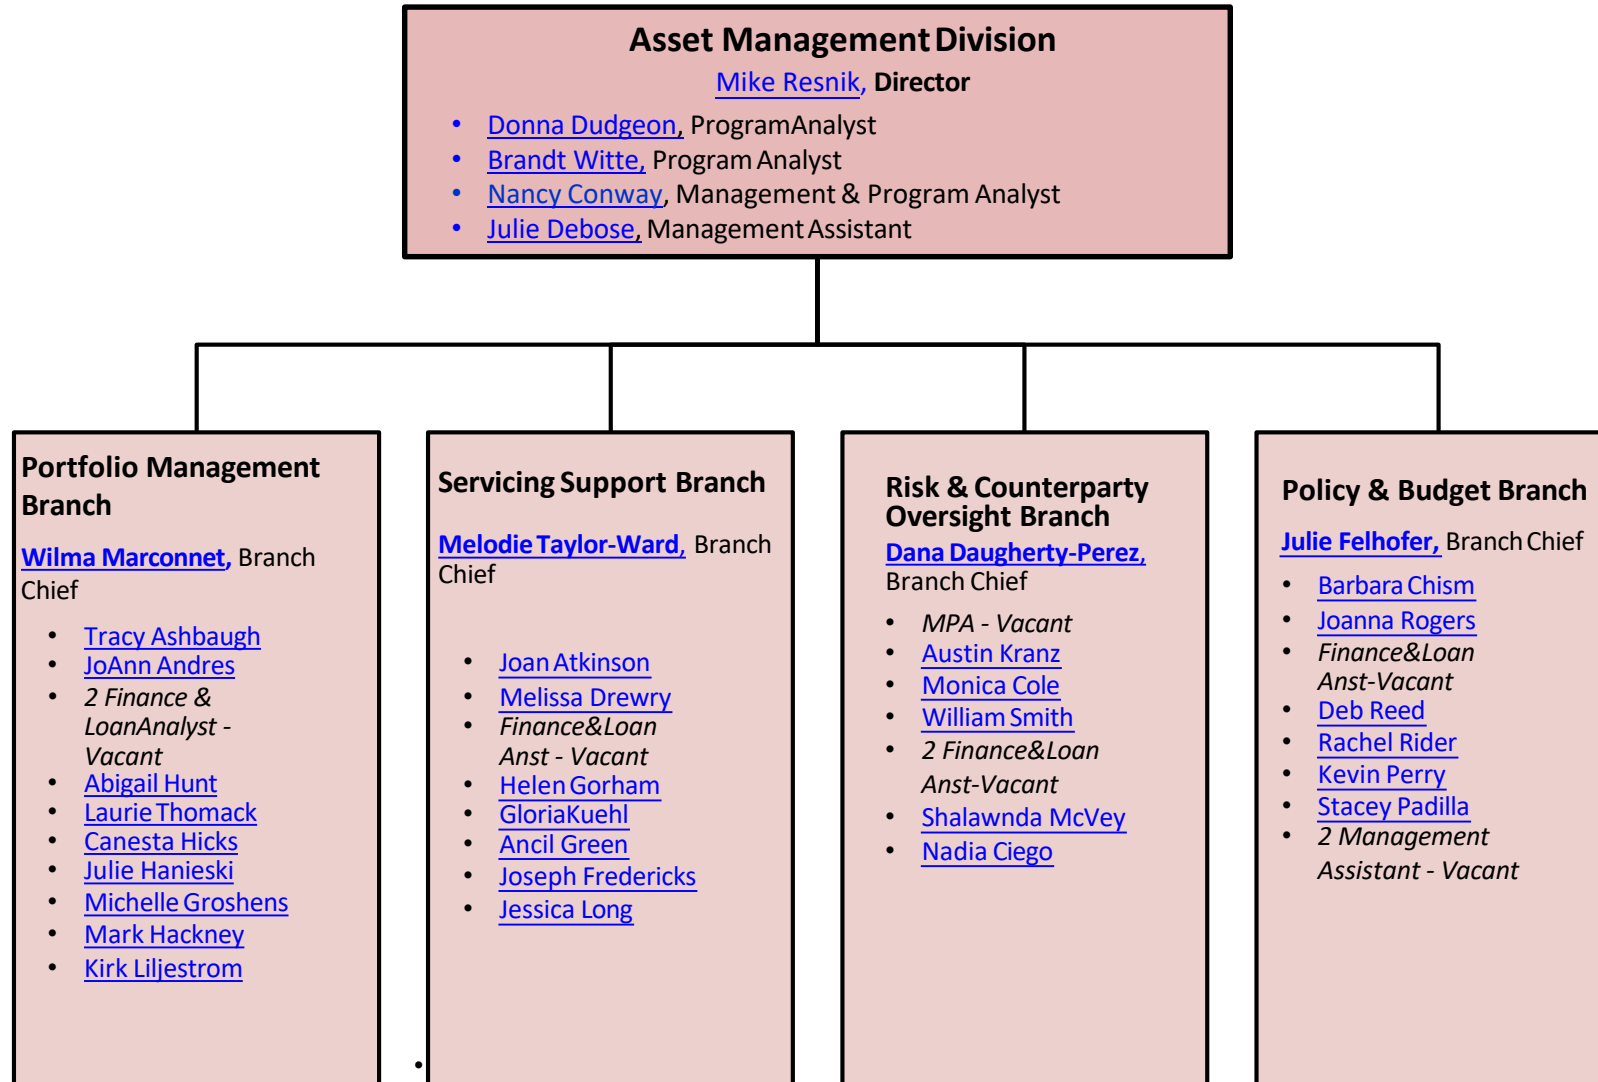 Asset Management Division
Mike Resnik, Director
• Donna Dudgeon, ProgramAnalyst
• Brandt Witte, Program Analyst
• Nancy Conway, Management & Program Analyst
• Julie Debose, Management Assistant
Portfolio Management
Branch
Wilma Marconnet, Branch
Chief
• Tracy Ashbaugh
• JoAnn Andres
• 2 Finance &
LoanAnalyst -
Vacant
• Abigail Hunt
• Laurie Thomack
• Canesta Hicks
• Julie Hanieski
• Michelle Groshens
• Mark Hackney
• Kirk Liljestrom
Servicing Support Branch
Melodie Taylor-Ward, Branch
Chief
• Joan Atkinson
• Melissa Drewry
• Finance&Loan
Anst - Vacant
• Helen Gorham
• GloriaKuehl
• Ancil Green
• Joseph Fredericks
• Jessica Long
•
Risk & Counterparty
Oversight Branch
Dana Daugherty-Perez,
Branch Chief
• MPA - Vacant
• Austin Kranz
• Monica Cole
• William Smith
• 2 Finance&Loan
Anst-Vacant
• Shalawnda McVey
• Nadia Ciego
Policy & Budget Branch
Julie Felhofer, Branch Chief
• Barbara Chism
• Joanna Rogers
• Finance&Loan
Anst-Vacant
• Deb Reed
• Rachel Rider
• Kevin Perry
• Stacey Padilla
• 2 Management
Assistant - Vacant